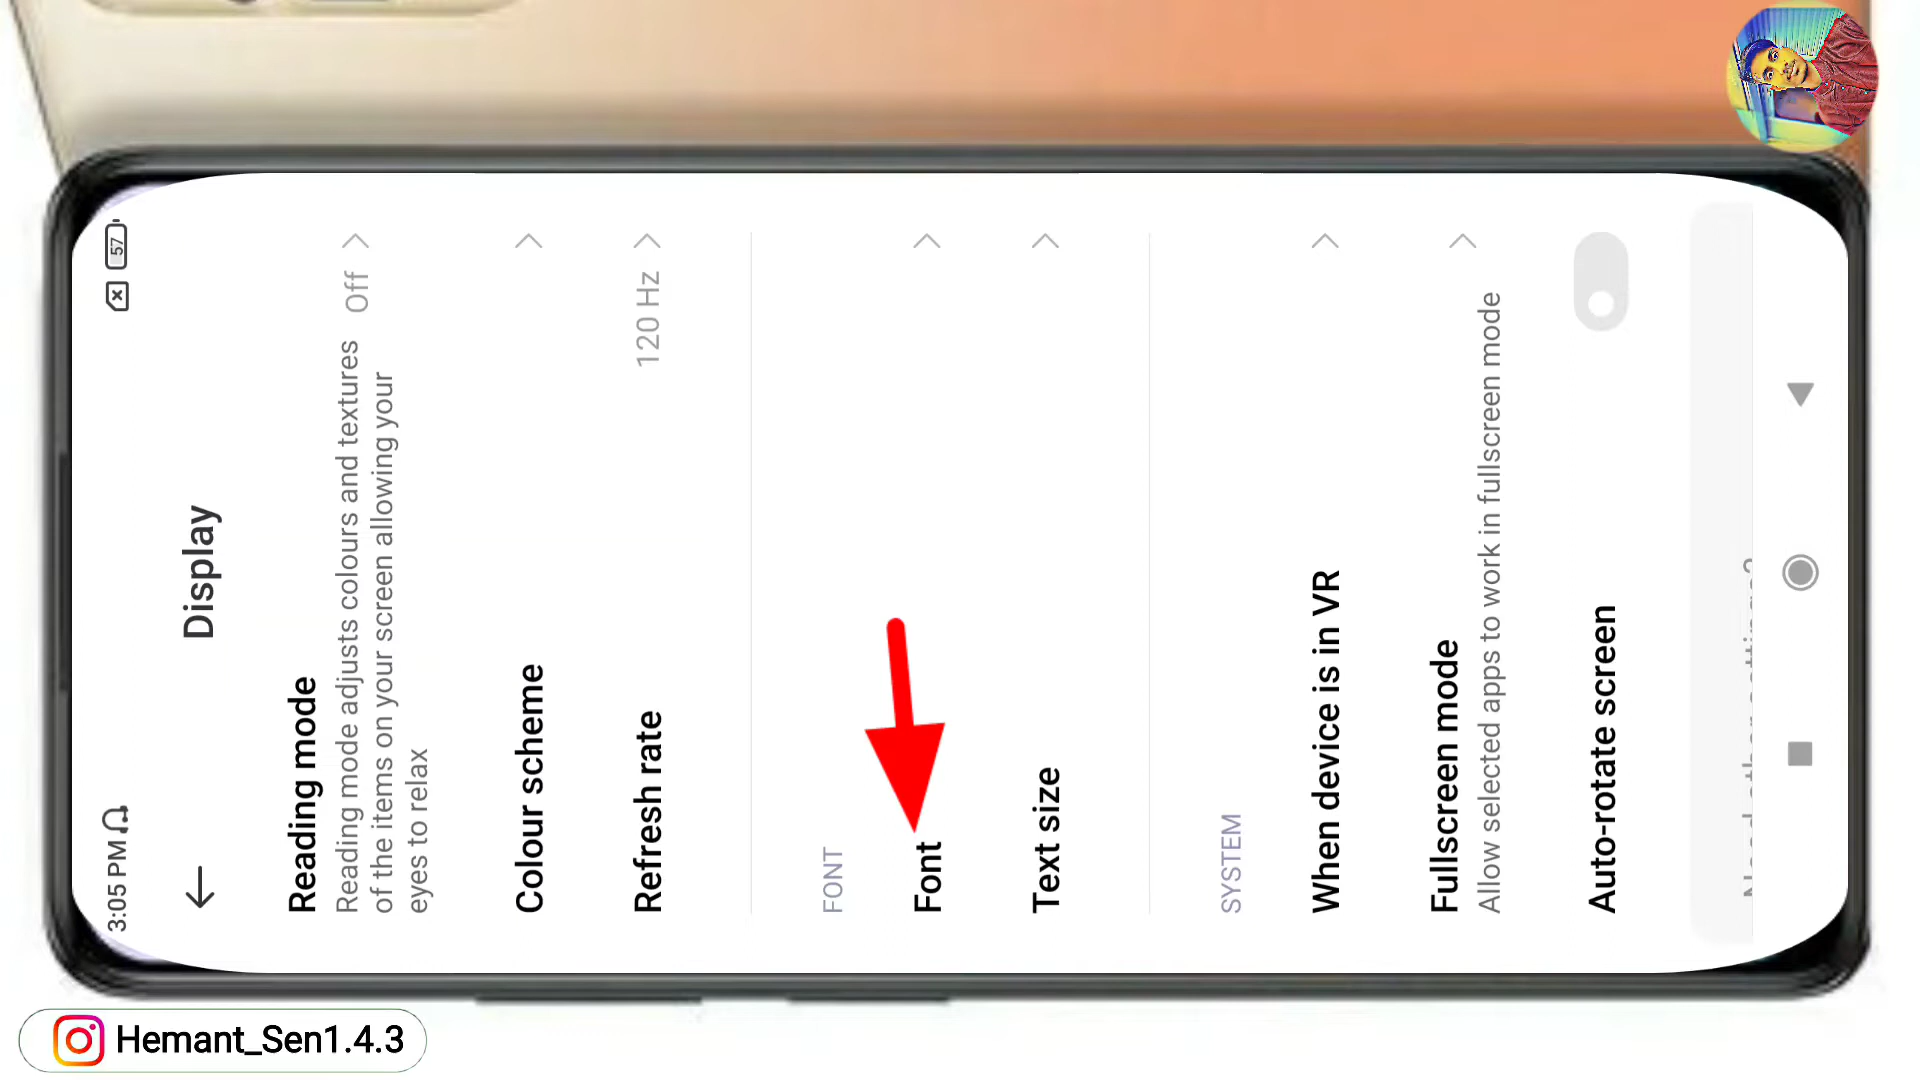 3:05 PM
57
Display
Reading mode
Reading mode adjusts colours and textures
of the items on your screen allowing your
eyes to relax
Off
Colour scheme
Refresh rate
120 Hz
FONT
Font
Text size
SYSTEM
When device is in VR
Fullscreen mode
Allow selected apps to work in fullscreen mode
Auto-rotate screen
Hemant_Sen1.4.3